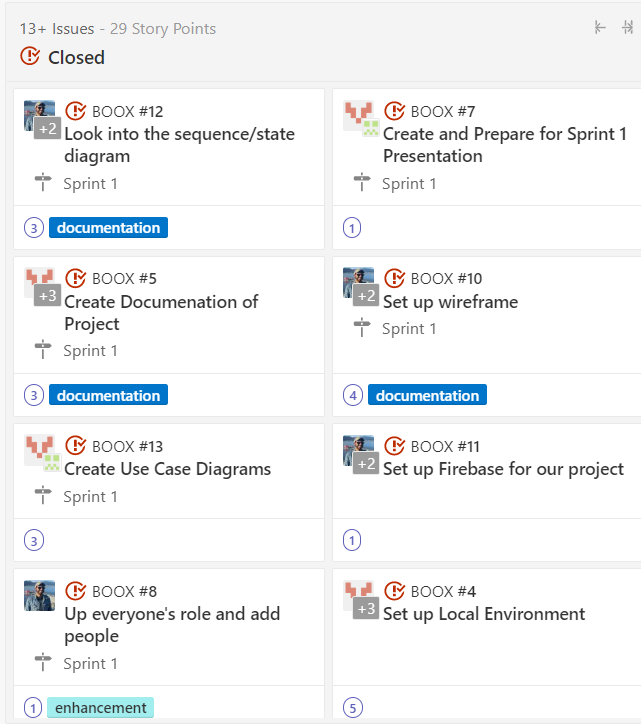 13+ Issues - 29 Story Points
Closed
+2
BOOX #12
Look into the sequence/state
diagram
Sprint 1
3 documentation
BOOX #7
Create and Prepare for Sprint 1
Presentation
Sprint 1
1
+3
BOOX #5
Create Documenation of
Project
Sprint 1
3 documentation
+2
BOOX #10
Set up wireframe
Sprint 1
4 documentation
BOOX #13
Create Use Case Diagrams
Sprint 1
3
+2
BOOX #11
Set up Firebase for our project
1
BOOX #8
Up everyone's role and add
people
Sprint 1
1 enhancement
+3
BOOX #4
Set up Local Environment
5